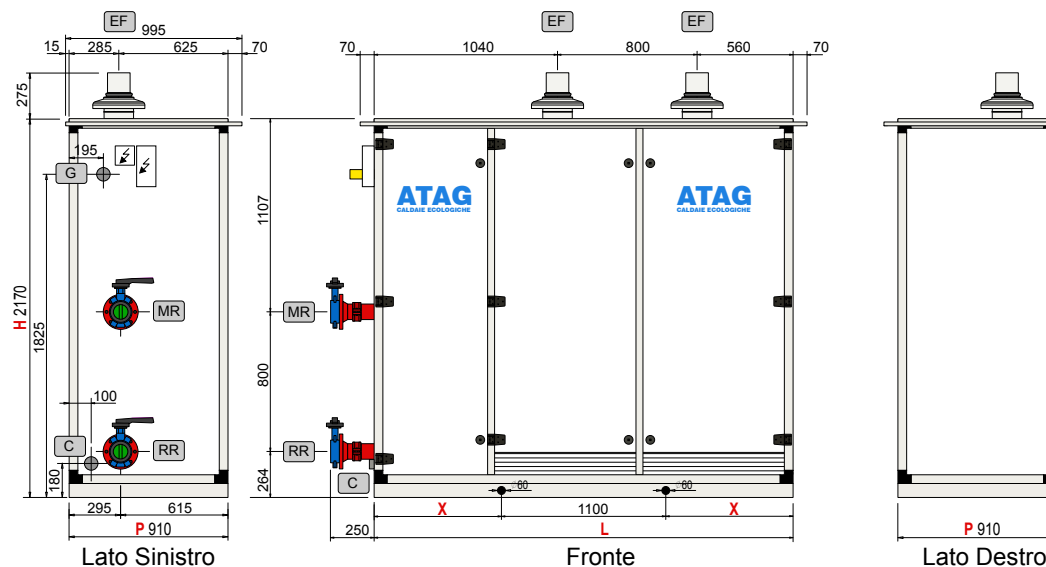 EF
995
15
285
625
70
275
195
G
H 2170
1825
MR
100
C
RR
180
295
615
P 910
Lato Sinistro
EF
EF
70
1040
800
560
70
1107
ATAG
CALDAIE ECOLOGICHE
ATAG
CALDAIE ECOLOGICHE
MR
800
RR
264
C
∅60
∅60
X
1100
X
250
L
Fronte
P 910
Lato Destro